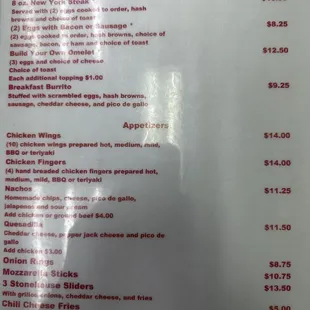 8 oz. New York Steak
Served with (2) eggs cooked to order, hash
browns and choice of toast
(2) Eggs with Bacon or Sausage * $8.25
(2) eggs cooked to order, hash browns, choice of
sausage, bacon, or ham and choice of toast
Build Your Own Omelet $12.50
(3) eggs and choice of cheese
Choice of toast
Each additional topping $1.00
Breakfast Burrito $9.25
Stuffed with scrambled eggs, hash browns,
sausage, cheddar cheese, and pico de gallo
Appetizers
Chicken Wings $14.00
(10) chicken wings prepared hot, medium, mild,
BBQ or teriyaki
Chicken Fingers $14.00
(4) hand breaded chicken fingers prepared hot,
medium, mild, BBQ or teriyaki
Nachos $11.25
Homemade chips, cheese, pico de gallo,
jalapenos and sour cream
Add chicken or ground beef $4.00
Quesadilla $11.50
Cheddar cheese, pepper jack cheese and pico de
gallo
Add chicken $3.00
Onion Rings $8.75
Mozzarella Sticks $10.75
3 Stonehouse Sliders $13.50
With grilled onions, cheddar cheese, and fries
Chili Cheese Fries $5.00